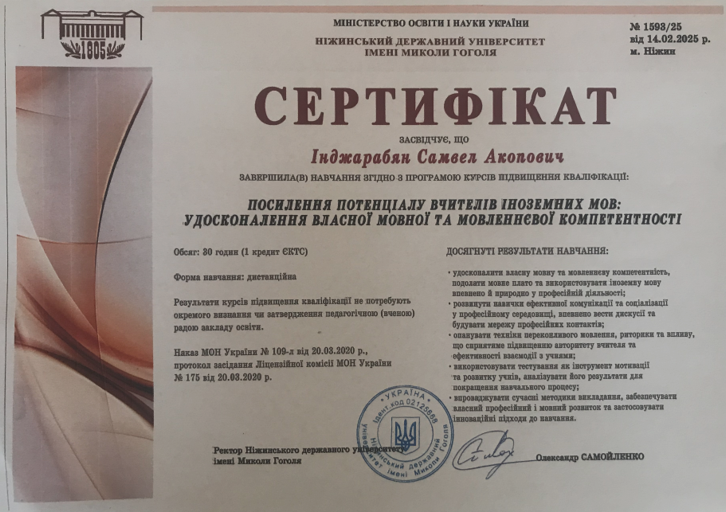 1805
МІНІСТЕРСТВО ОСВІТИ І НАУКИ УКРАЇНИ
НІЖИНСЬКИЙ ДЕРЖАВНИЙ УНІВЕРСИТЕТ
ІМЕНІ МИКОЛИ ГОГОЛЯ
№ 1593/25
від 14.02.2025 р.
м. Ніжин
СЕРТИФІКАТ
ЗАСВІДЧУЄ, ЩО
Інджарабян Самвел Акопович
ЗАВЕРШИЛА(В) НАВЧАННЯ ЗГІДНО З ПРОГРАМОЮ КУРСІВ ПІДВИЩЕННЯ КВАЛІФІКАЦІЇ:
ПОСИЛЕННЯ ПОТЕНЦІАЛУ ВЧИТЕЛІВ ІНОЗЕМНИХ МОВ:
УДОСКОНАЛЕННЯ ВЛАСНОЇ МОВНОЇ ТА МОВЛЕННЄВОЇ КОМПЕТЕНТНОСТІ
Обсяг: 30 годин (1 кредит ЄКТС)
Форма навчання: дистанційна
Результати курсів підвищення кваліфікації не потребують
окремого визнання чи затвердження педагогічною (вченою)
радою закладу освіти.
Наказ МОН України № 109-л від 20.03.2020 р.,
протокол засідання Ліцензійної комісії МОН України
№ 175 від 20.03.2020 р.
ДОСЯГНУТІ РЕЗУЛЬТАТИ НАВЧАННЯ:
· удосконалити власну мовну та мовленнєву компетентність,
подолати мовні та використовувати іноземну мову
впевнено й природно у професійній діяльності;
· розвинути навички ефективної комунікації та соціалізації
у професійному середовищі, впевнено вести дискусії та
будувати мережу професійних контактів;
· опанувати техніки переконливого мовлення, риторики та впливу,
що сприятиме підвищенню авторитету вчителя та
ефективності взаємодії з учнями;
· використовувати тестування як інструмент мотивації
та розвитку учнів, аналізувати його результати для
покращення навчального процесу;
· впроваджувати сучасні методики викладання, забезпечувати
власний професійний і мовний розвиток та застосовувати
інноваційні підходи до навчання.
Ректор Ніжинського державного університету
імені Миколи Гоголя
УКРАЇНА
Ідент код 02125668
Ніжинський державний
університет імені Миколи Гоголя
Олександр САМОЙЛЕНКО